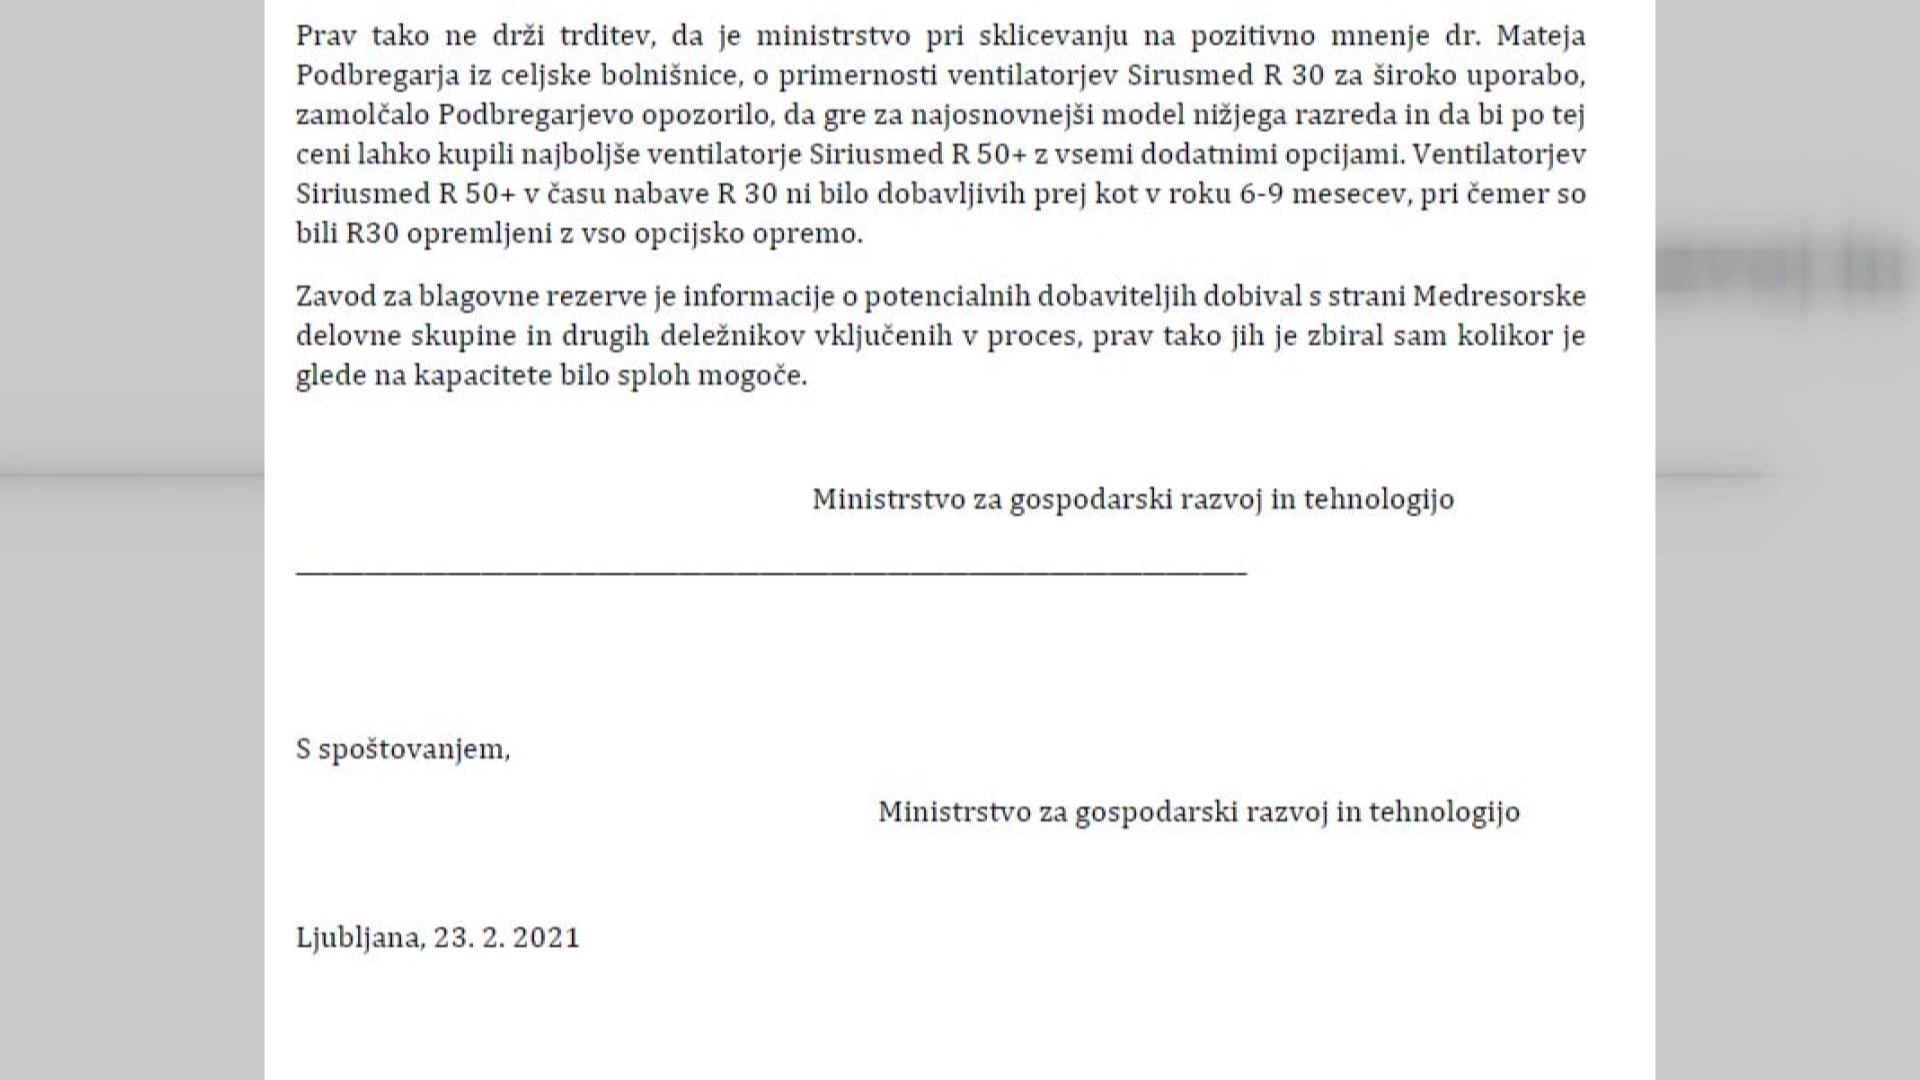 Prav tako ne drži trditev, da je ministrstvo pri sklicevanju na pozitivno mnenje dr. Mateja
Podbregarja iz celjske bolnišnice, o primernosti ventilatorjev Sirusmed R 30 za široko uporabo,
zamolčalo Podbregarjevo opozorilo, da gre za najosnovnejši model nižjega razreda in da bi po tej
ceni lahko kupili najboljše ventilatorje Siriusmed R 50+ z vsemi dodatnimi opcijami. Ventilatorjev
Siriusmed R 50+ v času nabave R 30 ni bilo dobavljivih prej kot v roku 6-9 mesecev, pri čemer so
bili R30 opremljeni z vso opcijsko opremo.
Zavod za blagovne rezerve je informacije o potencialnih dobaviteljih dobival s strani Medresorske
delovne skupine in drugih deležnikov vključenih v proces, prav tako jih je zbiral sam kolikor je
glede na kapacitete bilo sploh mogoče.
Ministrstvo za gospodarski razvoj in tehnologijo
S spoštovanjem,
Ministrstvo za gospodarski razvoj in tehnologijo
Ljubljana, 23. 2. 2021